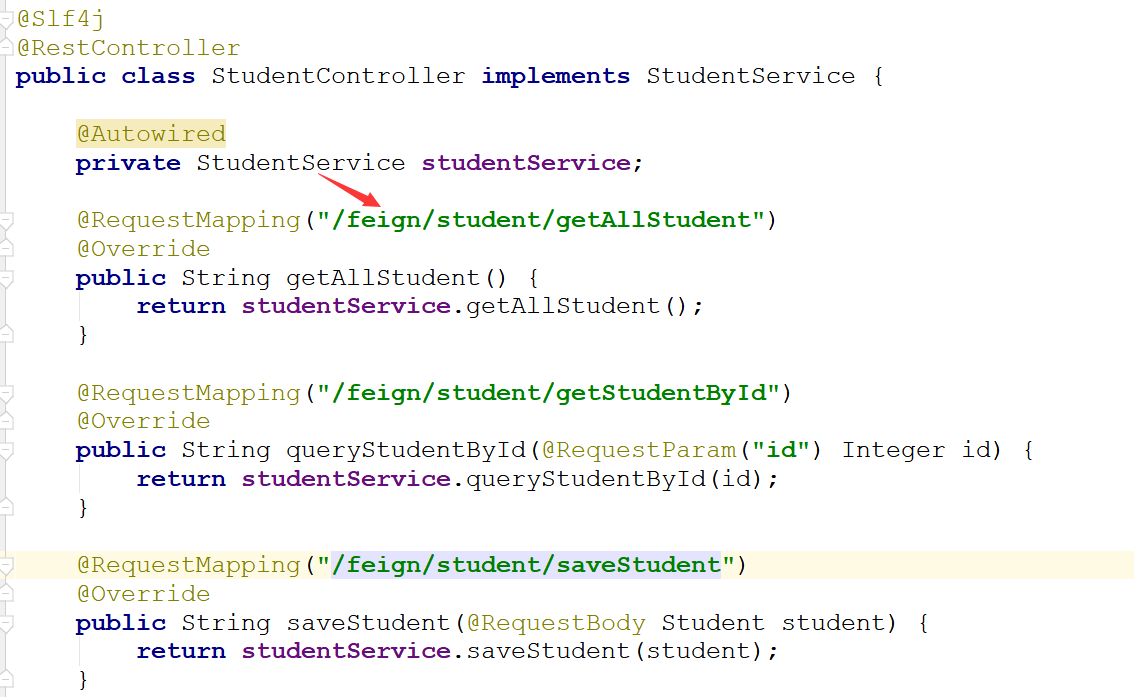 @Slf4j
@RestController
public class StudentController implements StudentService {
@Autowired
private StudentService studentService;
@RequestMapping("/feign/student/getAllStudent")
@Override
public String getAllStudent() {
return studentService.getAllStudent();
}
@RequestMapping("/feign/student/getStudentById")
@Override
public String queryStudentById(@RequestParam("id") Integer id) {
return studentService.queryStudentById(id);
}
@RequestMapping("/feign/student/saveStudent")
@Override
public String saveStudent(@RequestBody Student student) {
return studentService.saveStudent(student);
}